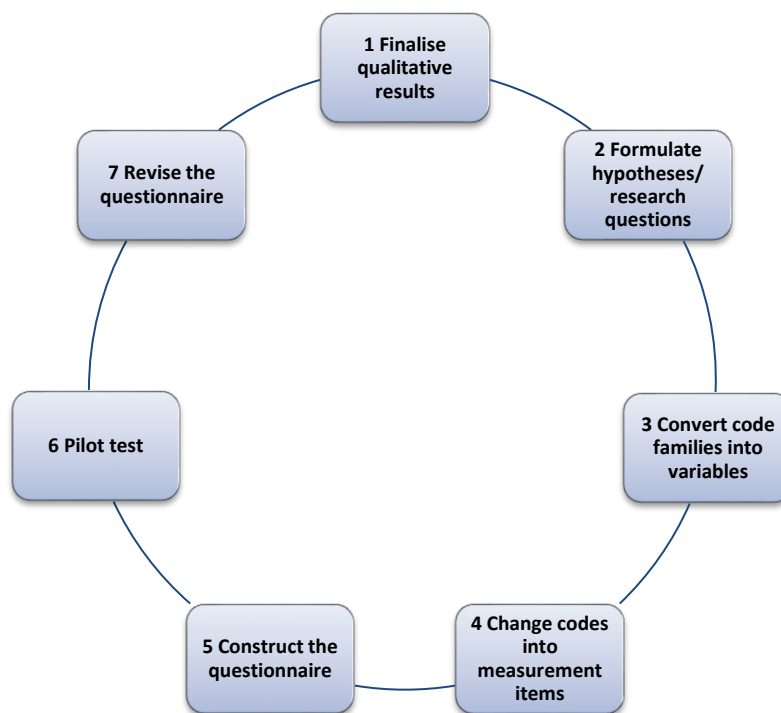 1 Finalise
qualitative
results
2 Formulate
hypotheses/
research
questions
3 Convert code
families into
variables
4 Change codes
into
measurement
items
5 Construct the
questionnaire
6 Pilot test
7 Revise the
questionnaire